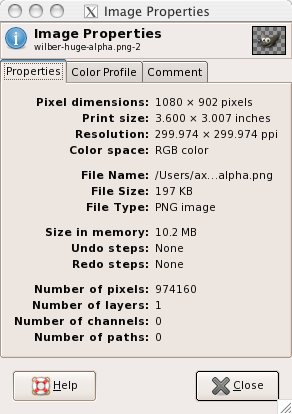 Image Properties
Image Properties
wilber-huge-alpha.png-2
Properties Color Profile Comment
Pixel dimensions: 1080 × 902 pixels
Print size: 3.600 × 3.007 inches
Resolution: 299.974 × 299.974 ppi
Color space: RGB color
File Name: /Users/ax...alpha.png
File Size: 197 KB
File Type: PNG image
Size in memory: 10.2 MB
Undo steps: None
Redo steps: None
Number of pixels: 974160
Number of layers: 1
Number of channels: 0
Number of paths: 0
Help Close